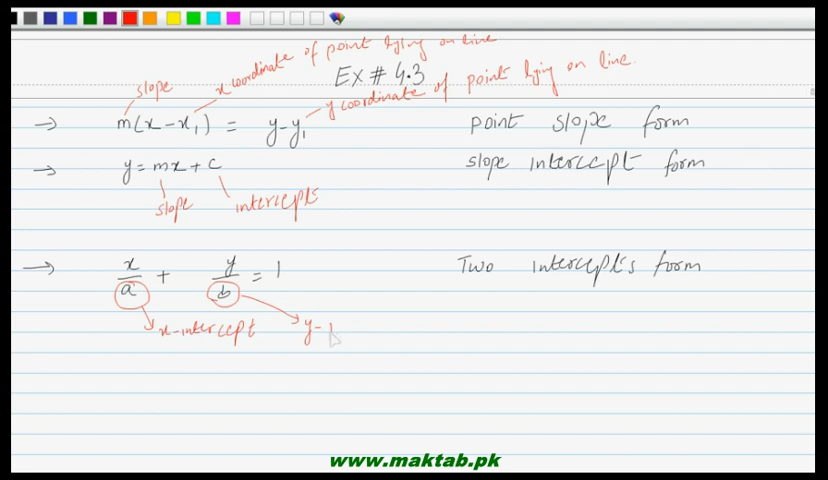 x coordinate of point lying on line
Ex # 4.3
slope
y coordinate of point lying on line.
→ m(x-x₁) = y-y₁ point slope form
→ y = mx + c slope intercept form
slope intercepts
→ x/a + y/b = 1 Two intercepts form
x-intercept y-1
www.maktab.pk